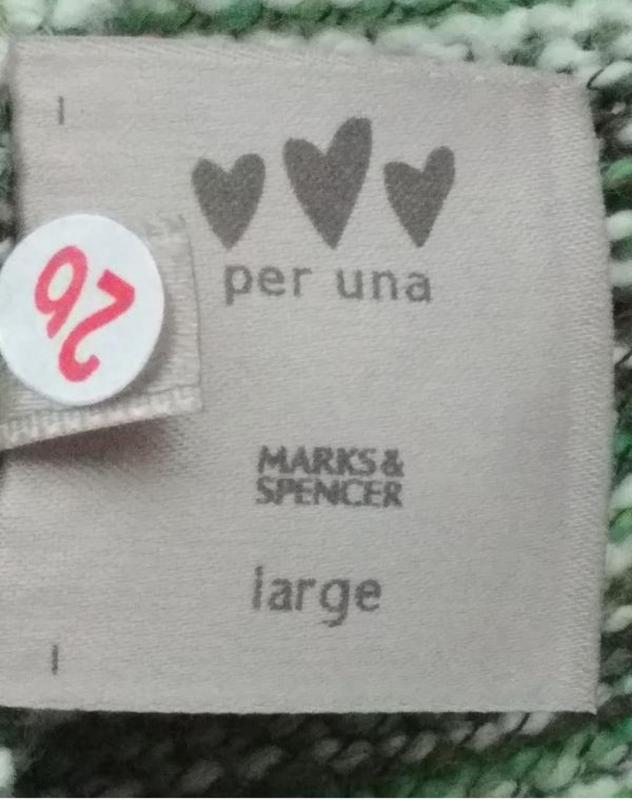 per una
26
MARKS &
SPENCER
large